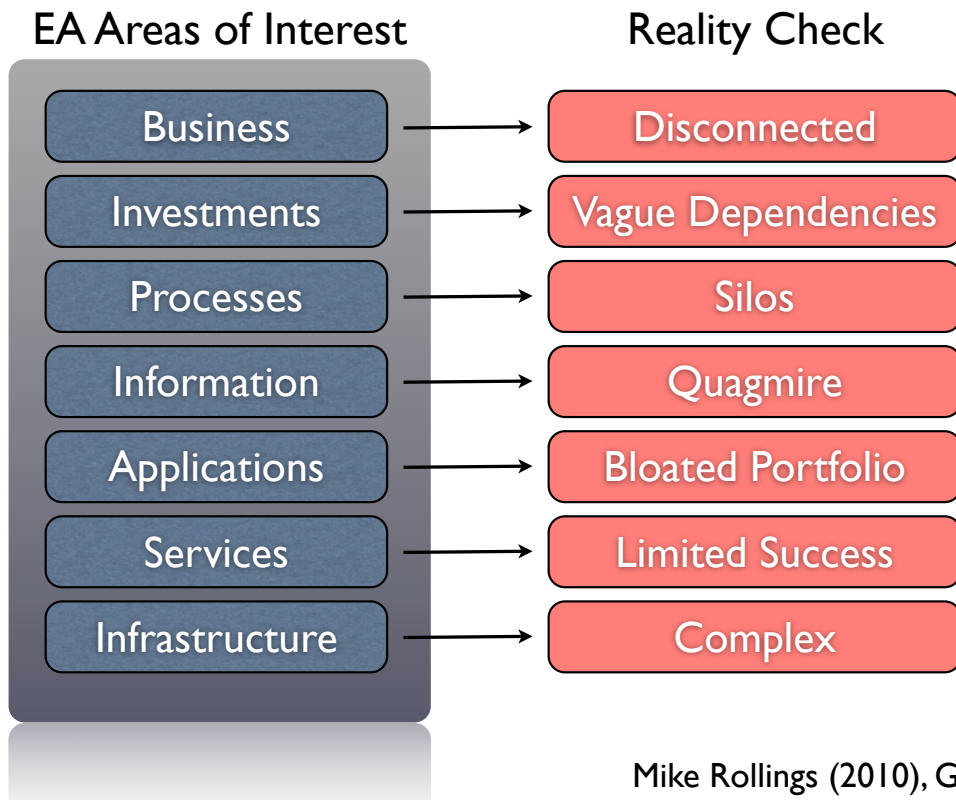 EA Areas of Interest
Reality Check
Business
Disconnected
Investments
Vague Dependencies
Processes
Silos
Information
Quagmire
Applications
Bloated Portfolio
Services
Limited Success
Infrastructure
Complex
Mike Rollings (2010), G